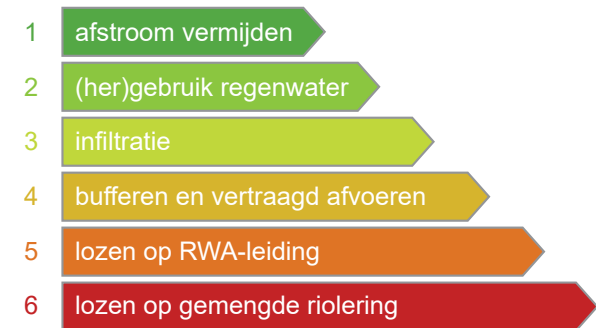 1 afstroom vermijden
2 (her)gebruik regenwater
3 infiltratie
4 bufferen en vertraagd afvoeren
5 lozen op RWA-leiding
6 lozen op gemengde riolering